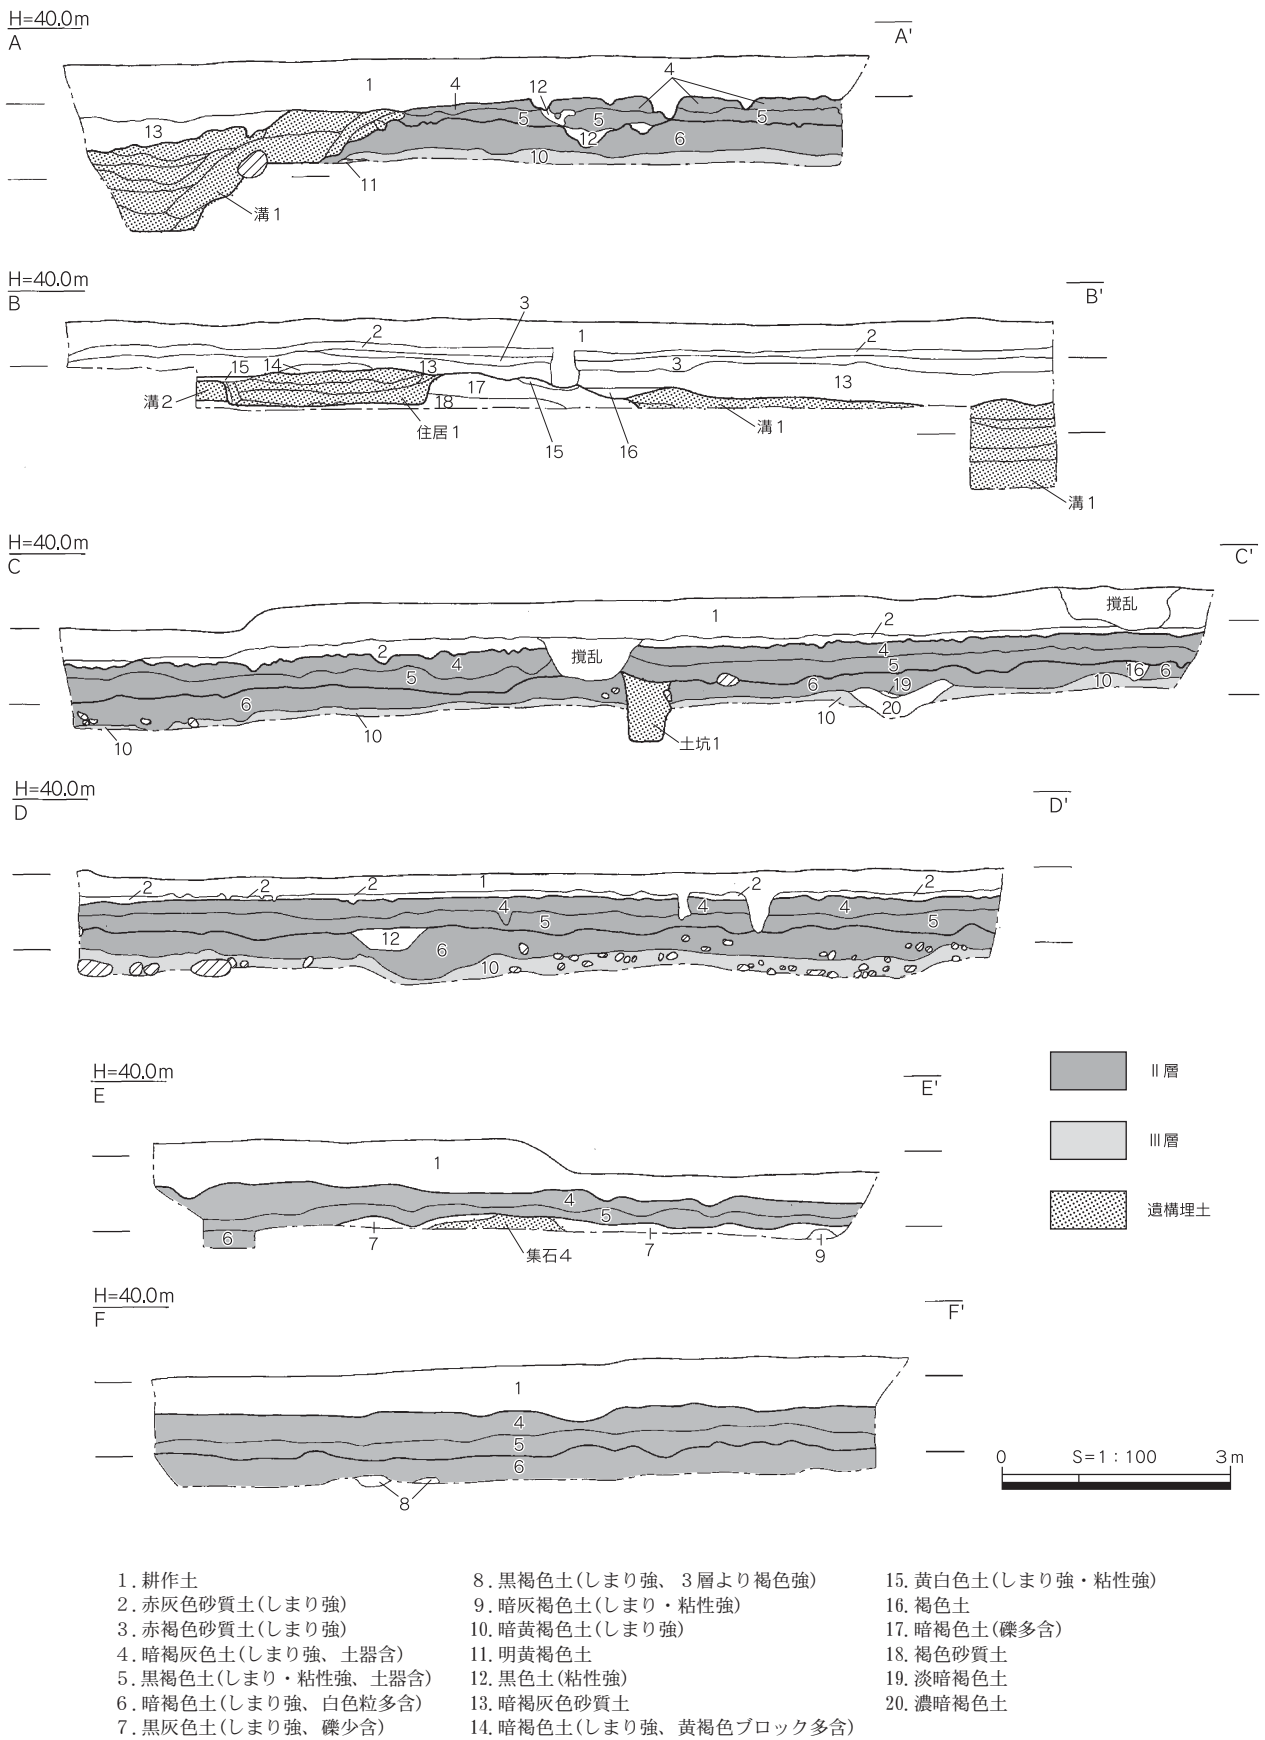 H=40.0m
A
A'
1
4
12
4
13
5
5
5
12
6
10
11
溝1
H=40.0m
B
B'
3
2
1
2
15
14
13
3
13
17
溝2
18
住居1
15
16
溝1
溝1
H=40.0m
C
C'
撹乱
1
2
2
4
撹乱
4
5
5
6
6
19
10
16
6
20
10
10
10
土坑1
H=40.0m
D
D'
2
2
2
1
2
2
4
5
4
4
5
12
6
10
H=40.0m
E
E'
1
4
5
6
7
集石4
7
9
II層
III層
遺構埋土
H=40.0m
F
F'
1
4
5
6
8
0 S=1：100 3m
1. 耕作土
2. 赤灰色砂質土(しまり強)
3. 赤褐色砂質土(しまり強)
4. 暗褐灰色土(しまり強、土器含)
5. 黒褐色土(しまり・粘性強、土器含)
6. 暗褐色土(しまり強、白色粒多含)
7. 黒灰色土(しまり強、礫少含)
8. 黒褐色土(しまり強、3層より褐色強)
9. 暗灰褐色土(しまり・粘性強)
10. 暗黄褐色土(しまり強)
11. 明黄褐色土
12. 黒色土(粘性強)
13. 暗褐灰色砂質土
14. 暗褐色土(しまり強、黄褐色ブロック多含)
15. 黄白色土(しまり強・粘性強)
16. 褐色土
17. 暗褐色土(礫多含)
18. 褐色砂質土
19. 淡暗褐色土
20. 濃暗褐色土